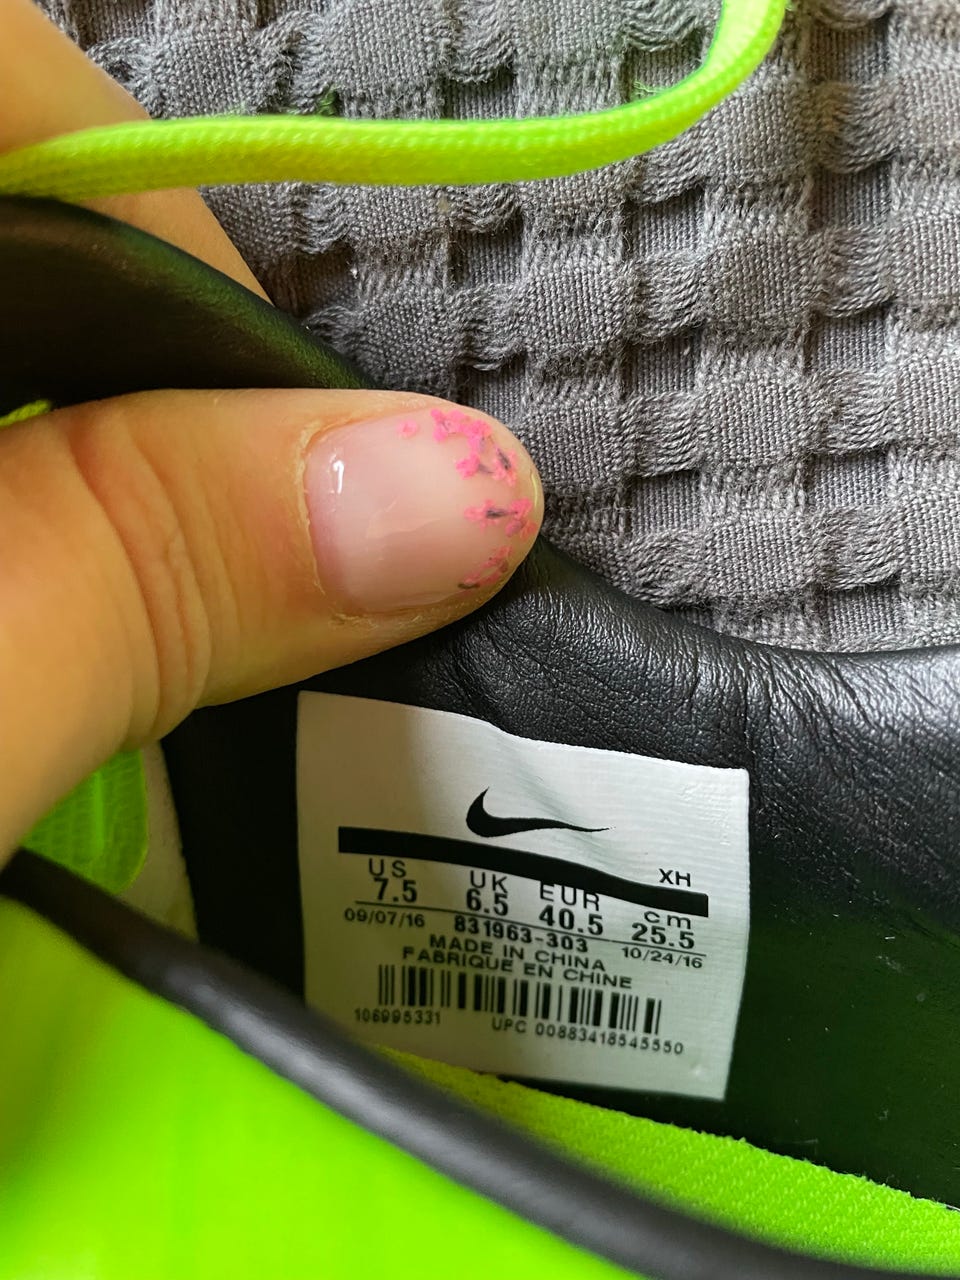 XH
US UK EUR cm
7.5 6.5 40.5 25.5
09/07/16 831963-303 10/24/16
MADE IN CHINA
FABRIQUE EN CHINE
106995331 UPC 00883418545550